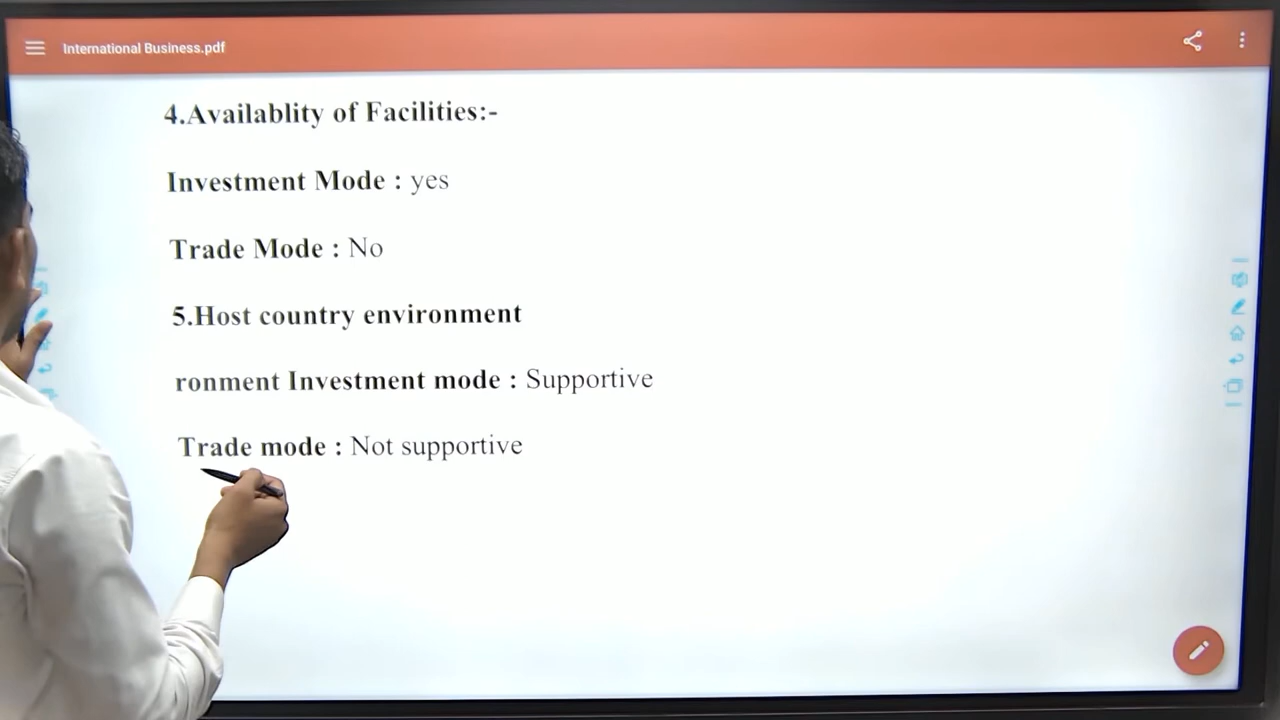 International Business.pdf
4.Availablity of Facilities:-
Investment Mode : yes
Trade Mode : No
5.Host country environment
ronment Investment mode : Supportive
Trade mode : Not supportive